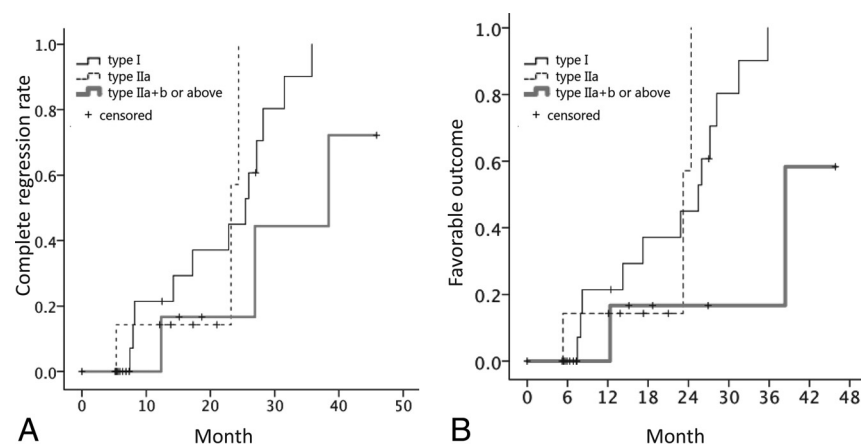 Complete regression rate
1.0
0.8
0.6
0.4
0.2
0.0
type I
type IIa
type IIa+b or above
+ censored
0 10 20 30 40 50
A
Month
Favorable outcome
1.0
0.8
0.6
0.4
0.2
0.0
type I
type IIa
type IIa+b or above
+ censored
0 6 12 18 24 30 36 42 48
B
Month